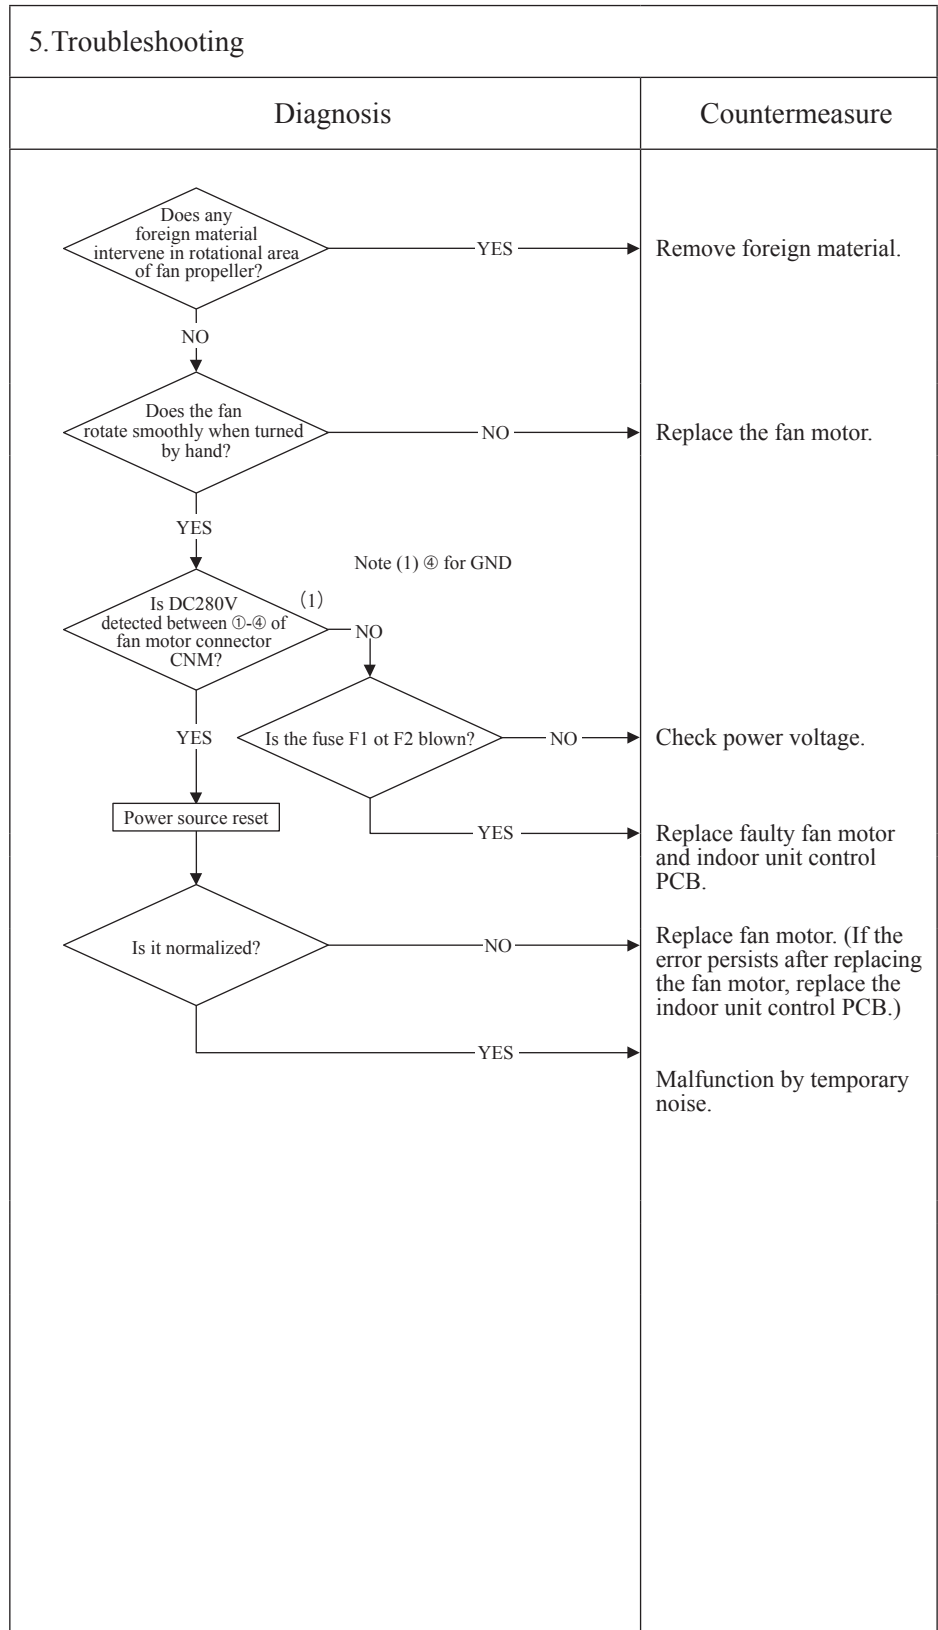 5.Troubleshooting
Diagnosis
Countermeasure
Does any
foreign material
intervene in rotational area
of fan propeller?
YES
Remove foreign material.
NO
Does the fan
rotate smoothly when turned
by hand?
NO
Replace the fan motor.
YES
Note (1) ④ for GND
(1)
Is DC280V
detected between ①-④ of
fan motor connector
CNM?
NO
YES
Is the fuse F1 ot F2 blown?
NO
Check power voltage.
Power source reset
YES
Replace faulty fan motor
and indoor unit control
PCB.
Is it normalized?
NO
Replace fan motor. (If the
error persists after replacing
the fan motor, replace the
indoor unit control PCB.)
YES
Malfunction by temporary
noise.